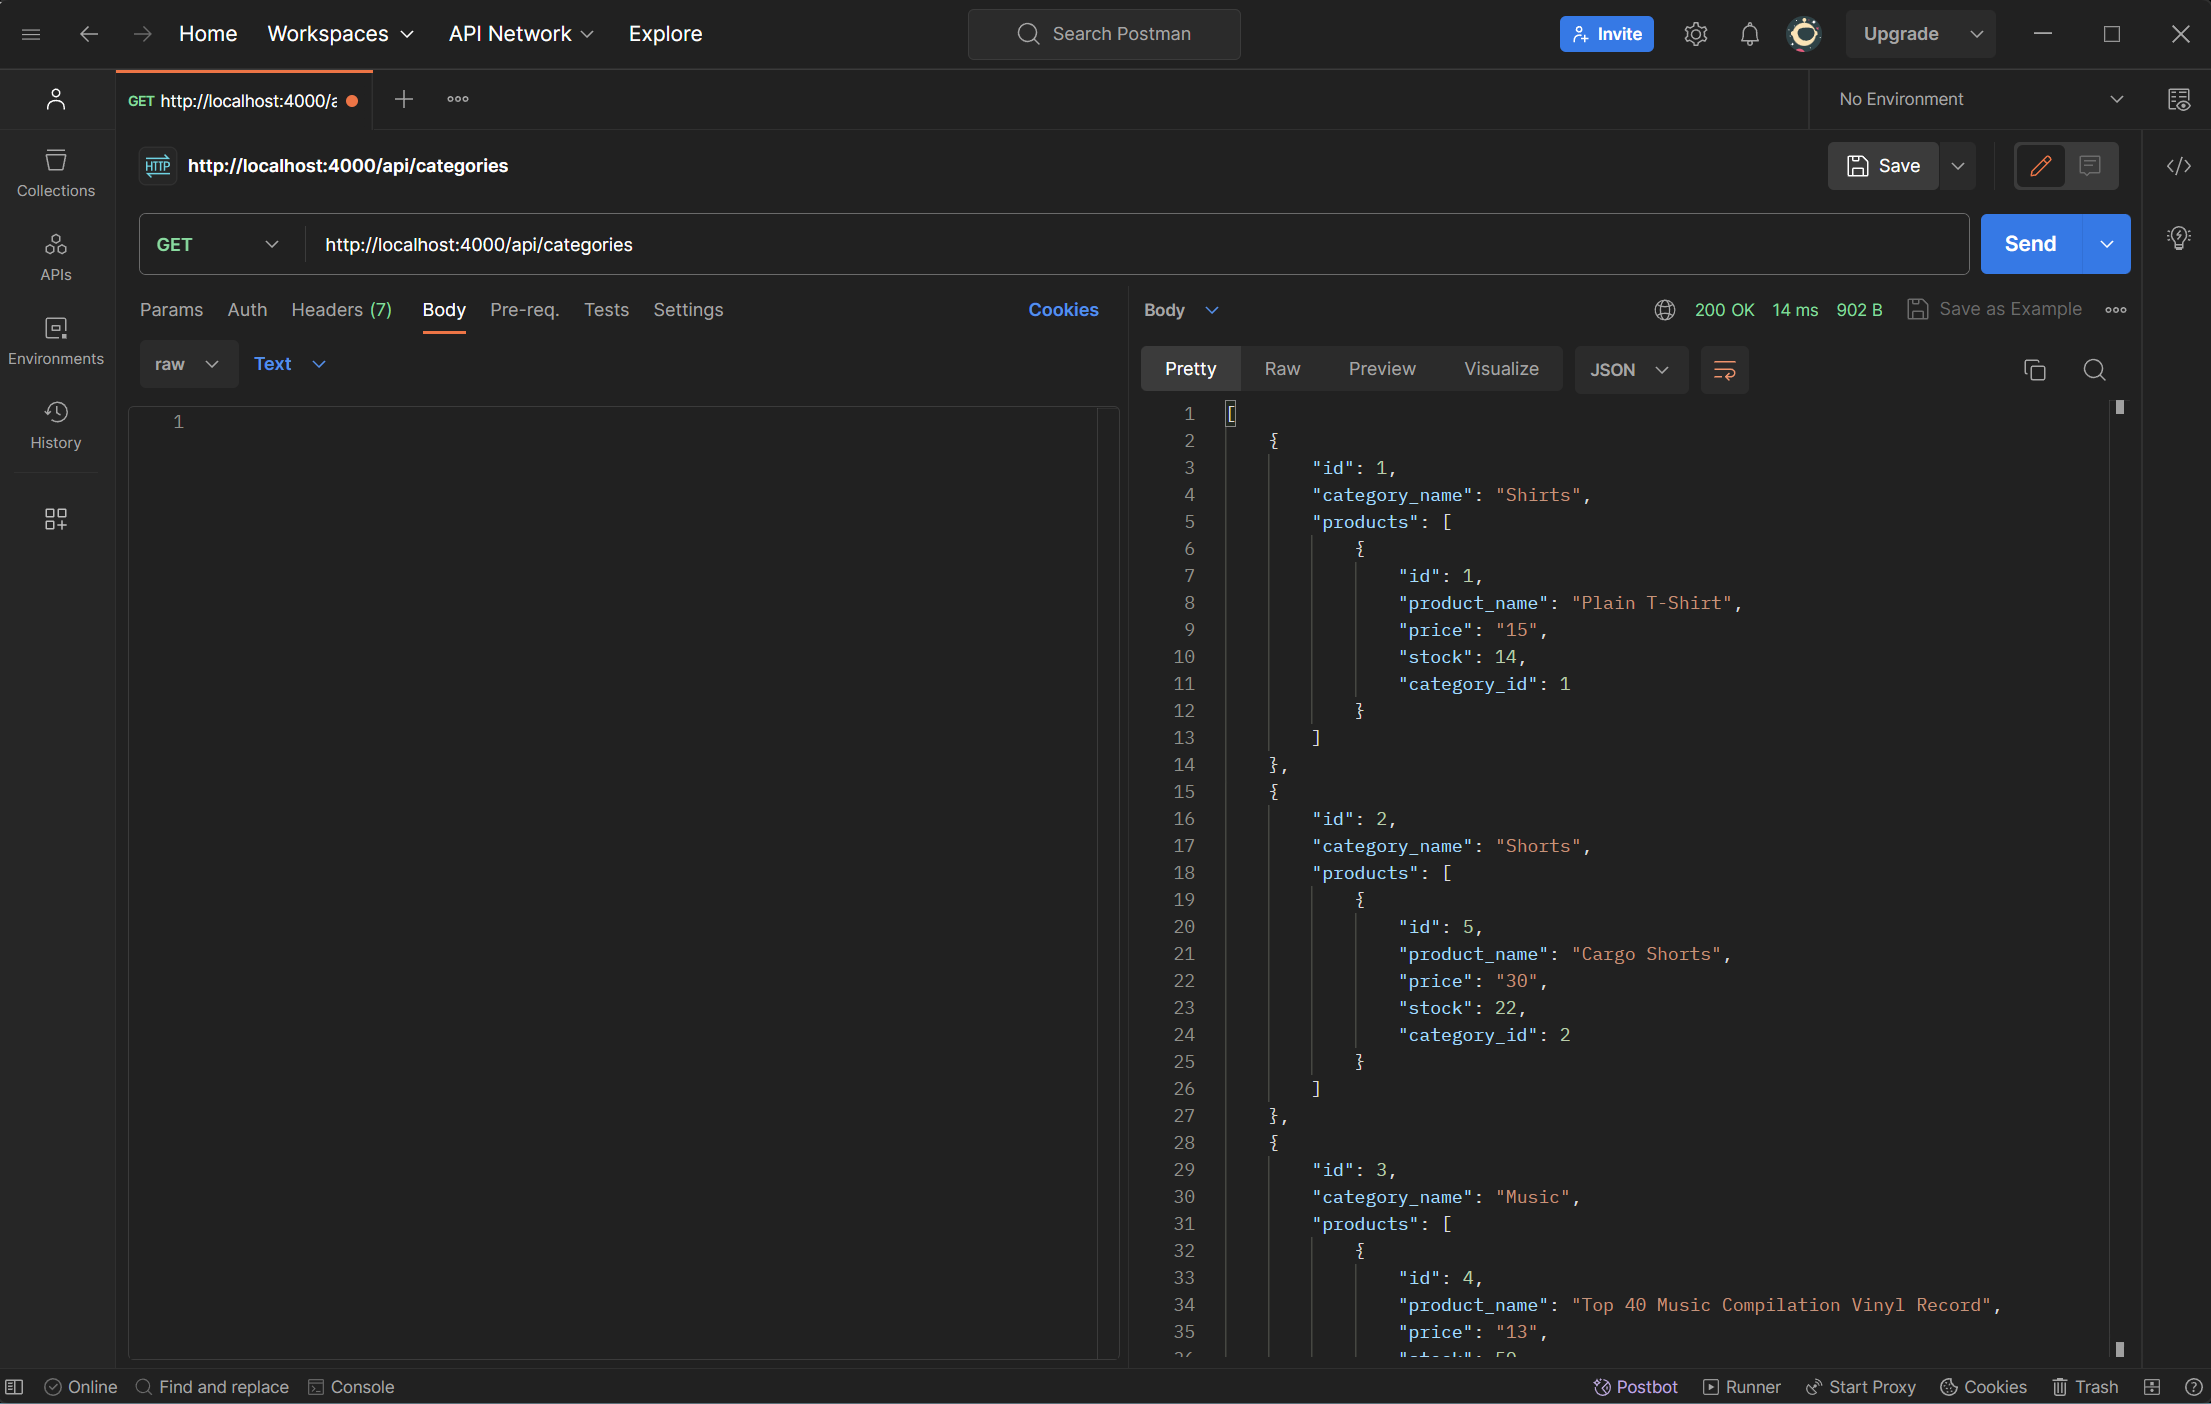 Home Workspaces API Network Explore Search Postman Invite Upgrade
GET http://localhost:4000/a No Environment
HTTP http://localhost:4000/api/categories Save
Collections
GET http://localhost:4000/api/categories Send
APIs
Params Auth Headers (7) Body Pre-req. Tests Settings Cookies
Body 200 OK 14 ms 902 B Save as Example
Environments
raw Text
Pretty Raw Preview Visualize JSON
History
1
1 [
2 {
3 "id": 1,
4 "category_name": "Shirts",
5 "products": [
6 {
7 "id": 1,
8 "product_name": "Plain T-Shirt",
9 "price": "15",
10 "stock": 14,
11 "category_id": 1
12 }
13 ]
14 },
15 {
16 "id": 2,
17 "category_name": "Shorts",
18 "products": [
19 {
20 "id": 5,
21 "product_name": "Cargo Shorts",
22 "price": "30",
23 "stock": 22,
24 "category_id": 2
25 }
26 ]
27 },
28 {
29 "id": 3,
30 "category_name": "Music",
31 "products": [
32 {
33 "id": 4,
34 "product_name": "Top 40 Music Compilation Vinyl Record",
35 "price": "13",
Online Find and replace Console Postbot Runner Start Proxy Cookies Trash